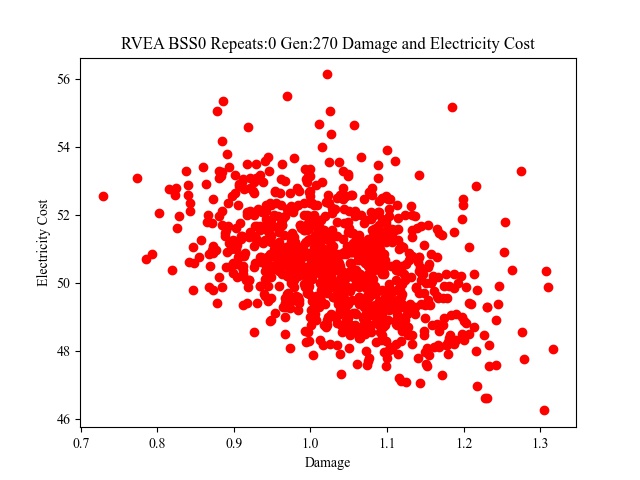 RVEA BSS0 Repeats:0 Gen:270 Damage and Electricity Cost
56
54
52
50
48
46
Electricity Cost
0.7 0.8 0.9 1.0 1.1 1.2 1.3
Damage